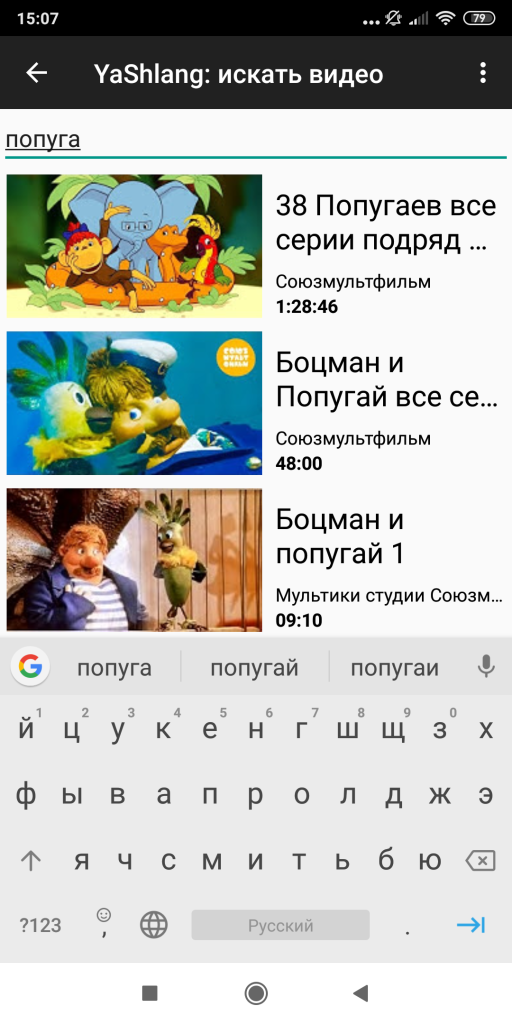 15:07
79
YaShlang: искать видео
попуга
38 Попугаев все
серии подряд ...
Союзмультфильм
1:28:46
СОЮЗ
МУЛЬТ
ФИЛЬМ
Боцман и
Попугай все се...
Союзмультфильм
48:00
Боцман и
попугай 1
Мультики студии Союзм...
09:10
G попуга попугай попугаи
1 2 3 4 5 6 7 8 9 0
й ц у к е н г ш щ з х
ф ы в а п р о л д ж э
я ч с м и т ь б ю
?123 , Русский .